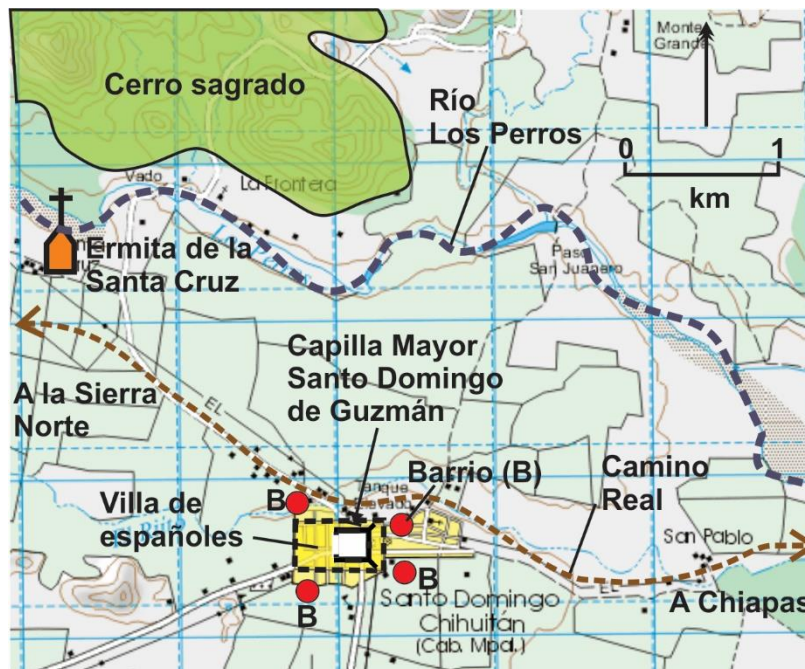 Cerro sagrado
Monte
Grande
Río
Los Perros
0 1
km
Vado
La Frontera
Ermita de la
Santa Cruz
Paso
San Juanero
Capilla Mayor
Santo Domingo
de Guzmán
A la Sierra
Norte
EL
Barrio (B)
Camino
Real
Villa de
españoles
B
Tanque
San Pablo
B
B
EL
A Chiapas
Santo Domingo
Chihuitán
(Cab. Mpal.)